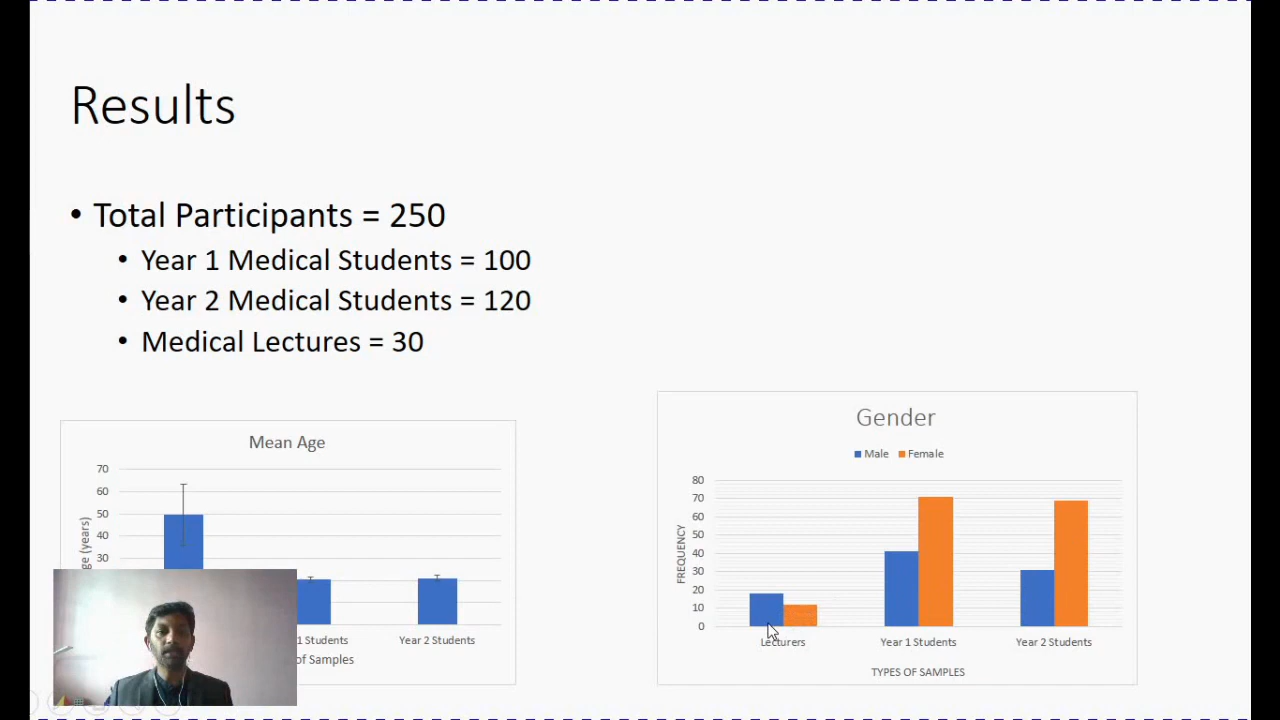 Results
• Total Participants = 250
• Year 1 Medical Students = 100
• Year 2 Medical Students = 120
• Medical Lectures = 30
Mean Age
70
60
50
40
30
1 Students
Year 2 Students
of Samples
Gender
Male Female
80
70
60
50
40
30
20
10
0
FREQUENCY
Lecturers
Year 1 Students
Year 2 Students
TYPES OF SAMPLES